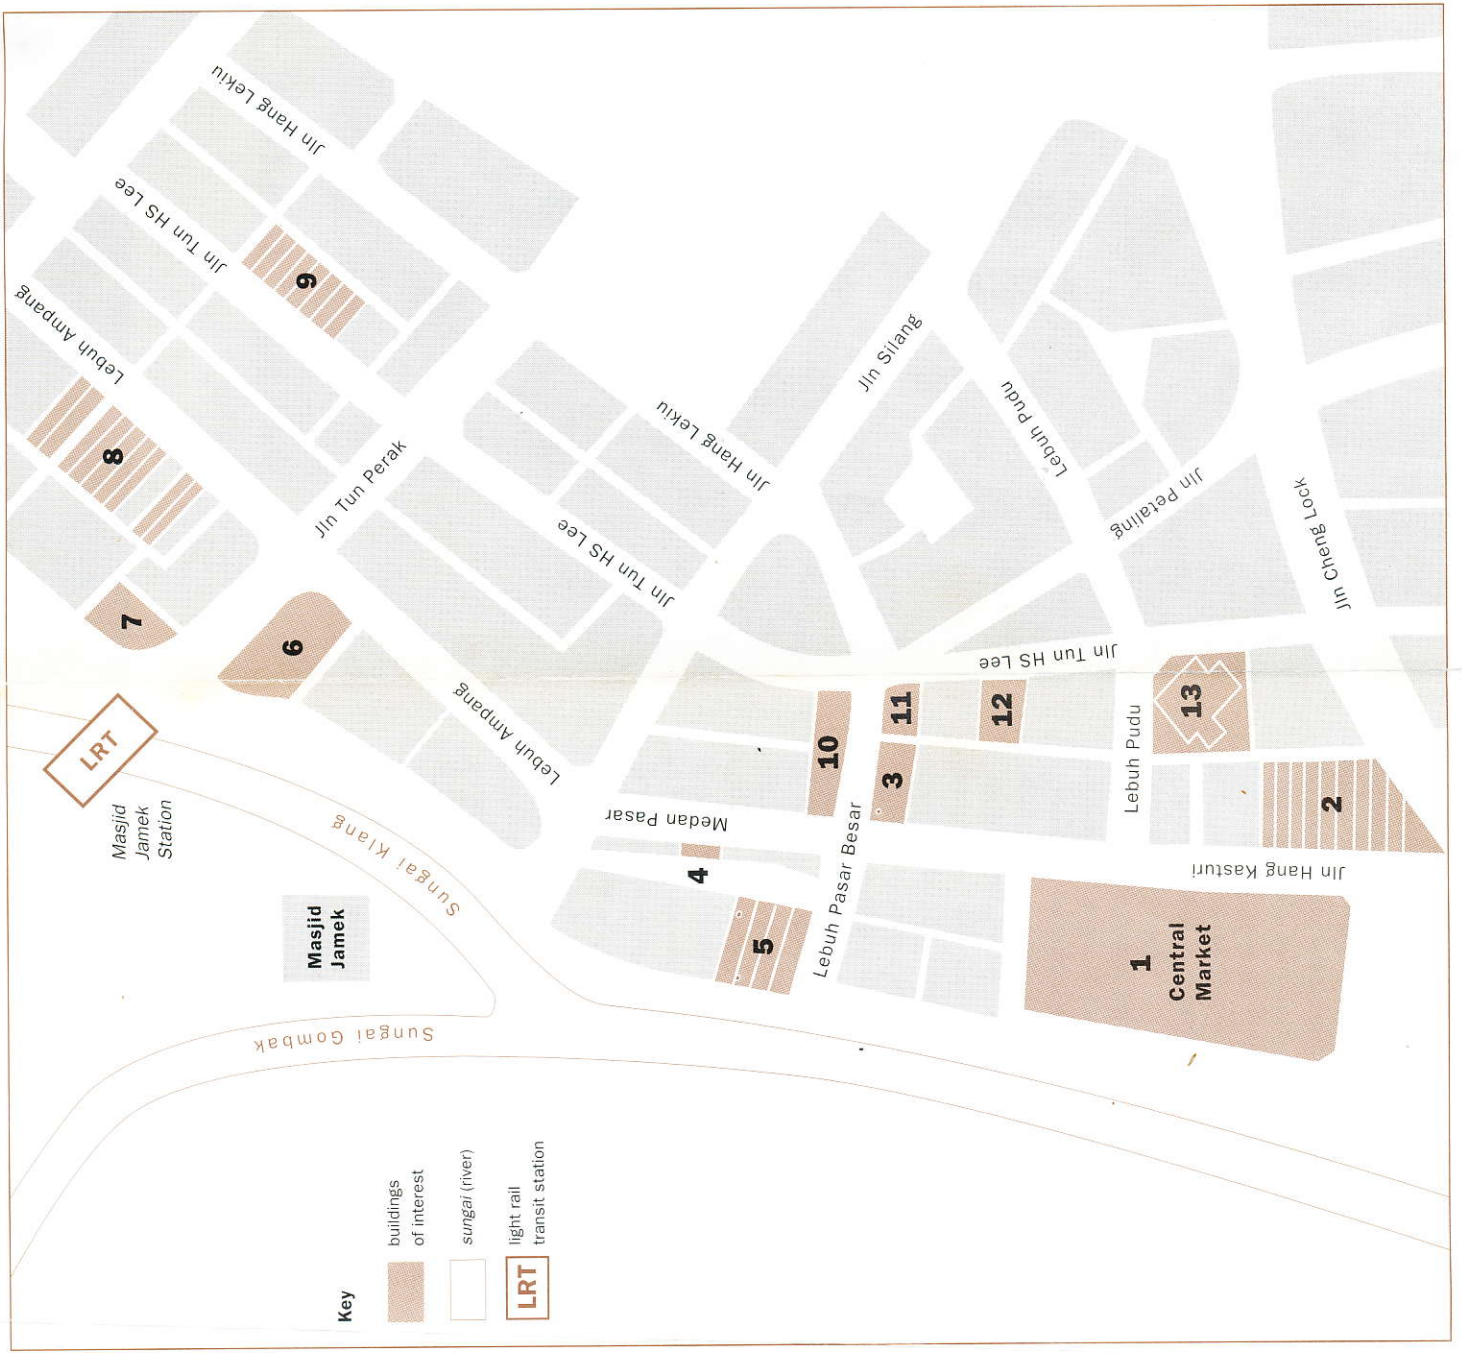 Key
buildings
of interest
sungai (river)
LRT
light rail
transit station
LRT
Masjid
Jamek
Station
Masjid
Jamek
Sungai Klang
Sungai Gombak
Jln Hang Lekiu
Jln Tun HS Lee
Lebuh Ampang
9
8
7
6
Jln Tun Perak
Lebuh Ampang
Jln Tun HS Lee
Jln Hang Lekiu
Jln Silang
Lebuh Pudu
Jln Petaling
Jln Cheng Lock
Jln Tun HS Lee
Lebuh Pudu
Medan Pasar
Lebuh Pasar Besar
Jln Hang Kasturi
10
11
12
13
3
2
4
5
1
Central
Market